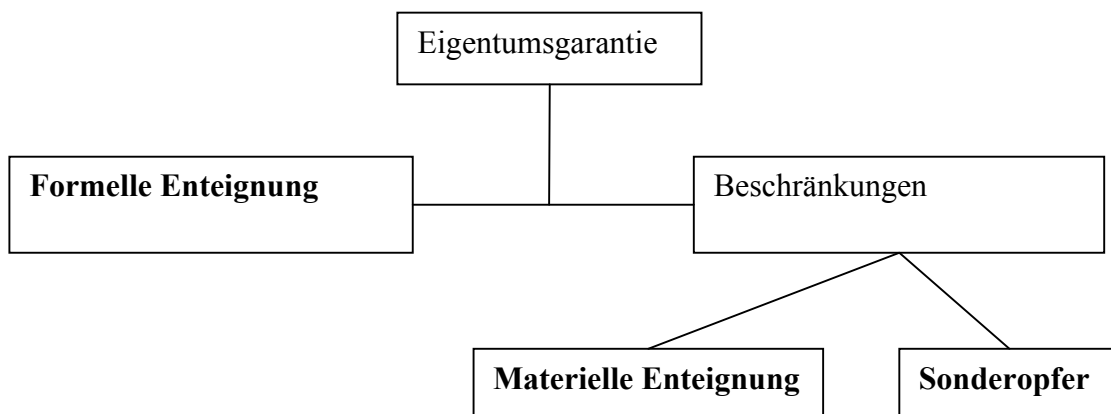 Eigentumsgarantie
Formelle Enteignung
Beschränkungen
Materielle Enteignung
Sonderopfer